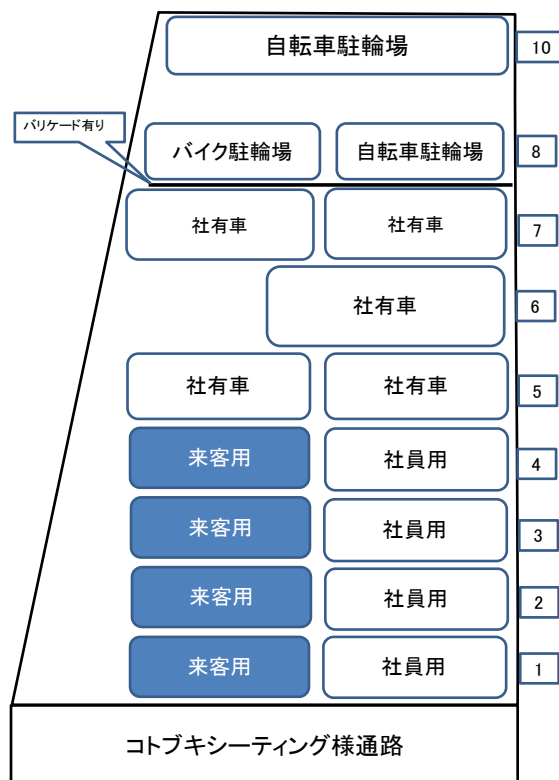 自転車駐輪場
10
バリケード有り
バイク駐輪場
自転車駐輪場
8
社有車
社有車
7
社有車
6
社有車
社有車
5
来客用
社員用
4
来客用
社員用
3
来客用
社員用
2
来客用
社員用
1
コトブキシーティング様通路